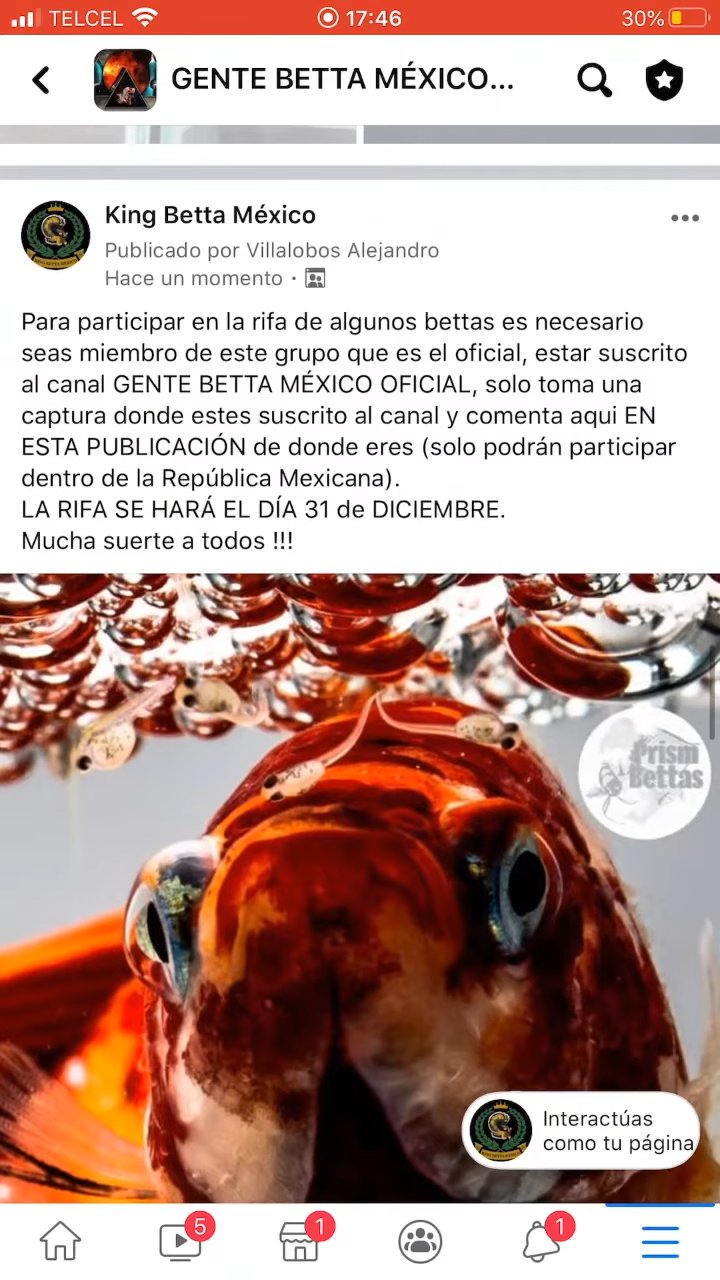 TELCEL
17:46
30%
GENTE BETTA MÉXICO...
King Betta México
Publicado por Villalobos Alejandro
Hace un momento ·
Para participar en la rifa de algunos bettas es necesario
seas miembro de este grupo que es el oficial, estar suscrito
al canal GENTE BETTA MÉXICO OFICIAL, solo toma una
captura donde estes suscrito al canal y comenta aqui EN
ESTA PUBLICACIÓN de donde eres (solo podrán participar
dentro de la República Mexicana).
LA RIFA SE HARÁ EL DÍA 31 de DICIEMBRE.
Mucha suerte a todos !!!
Prism
Bettas
Interactúas
como tu página
5
1
1